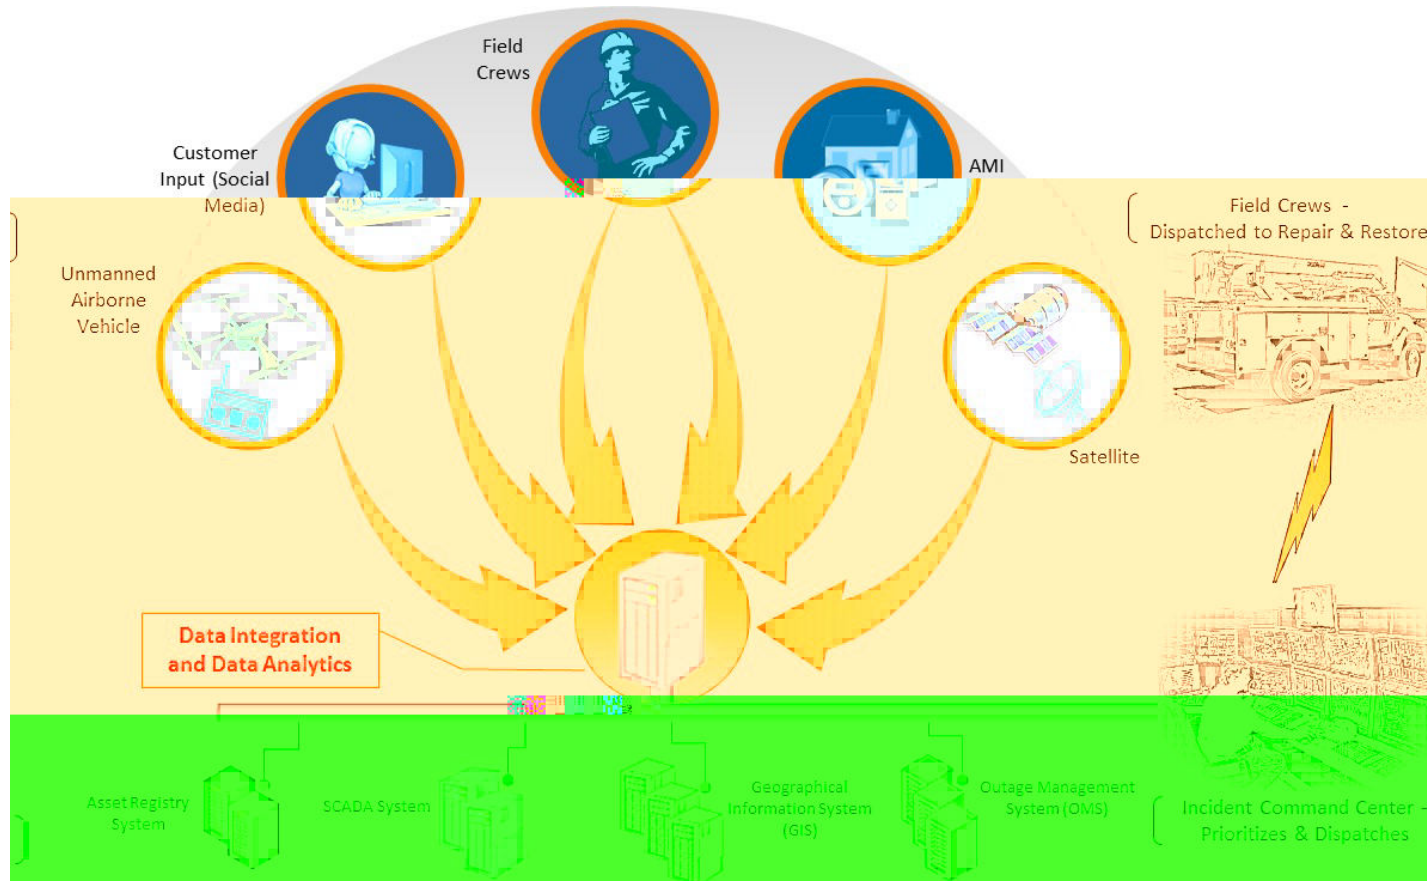 Field
Crews
Customer
Input (Social
Media)
AMI
Field Crews -
Dispatched to Repair & Restore
Unmanned
Airborne
Vehicle
Satellite
Data Integration
and Data Analytics
Asset Registry
System
SCADA System
Geographical
Information System
(GIS)
Outage Management
System (OMS)
Incident Command Center -
Prioritizes & Dispatches